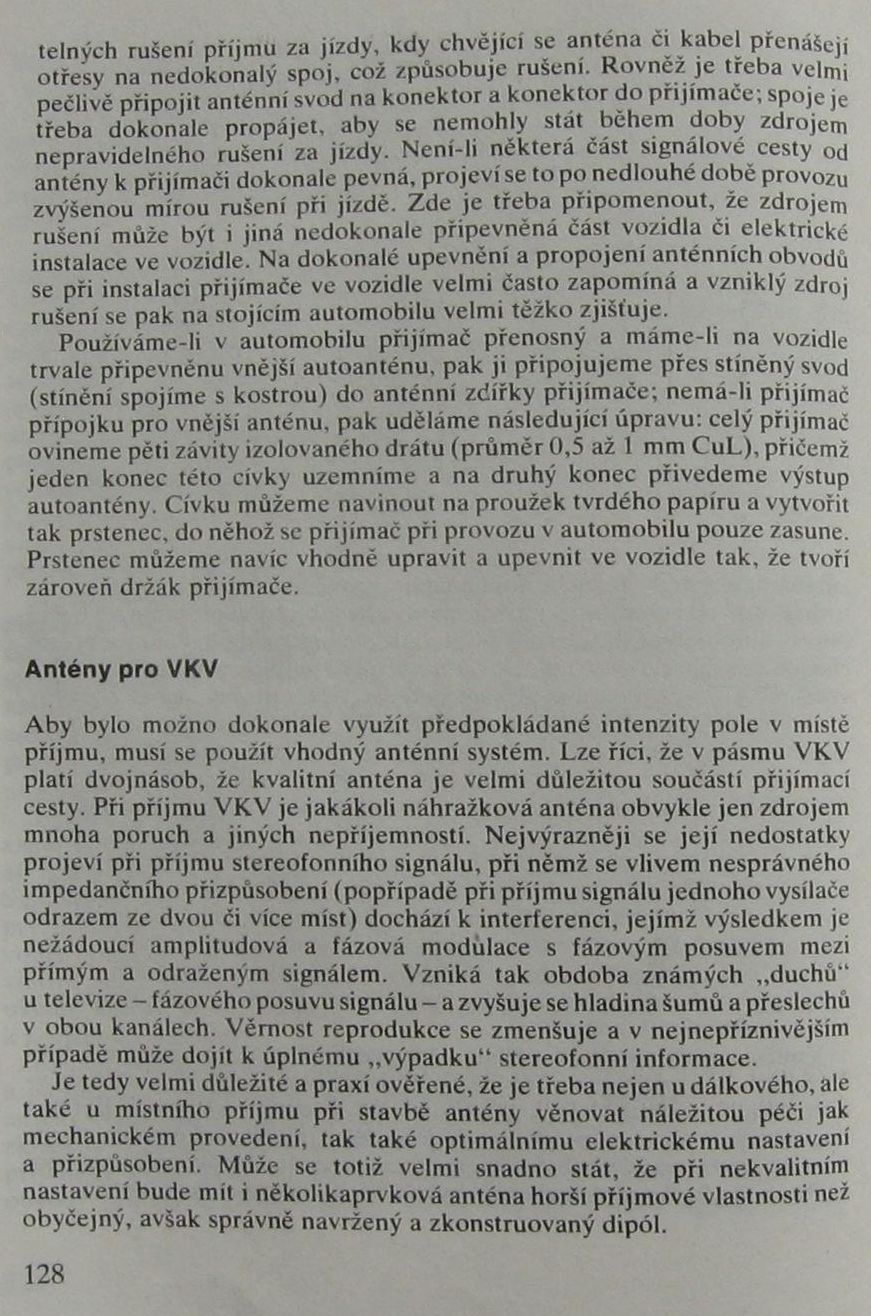 telných rušení příjmu za jízdy, kdy chvějící se anténa či kabel přenášejí
otřesy na nedokonalý spoj, což způsobuje rušení. Rovněž je třeba velmi
pečlivě připojit anténní svod na konektor a konektor do přijímače; spoje je
třeba dokonale propájet, aby se nemohly stát během doby zdrojem
nepravidelného rušení za jízdy. Není-li některá část signálové cesty od
antény k přijímači dokonale pevná, projeví se to po nedlouhé době provozu
zvýšenou mírou rušení při jízdě. Zde je třeba připomenout, že zdrojem
rušení může být i jiná nedokonale připevněná část vozidla či elektrické
instalace ve vozidle. Na dokonalé upevnění a propojení anténních obvodů
se při instalaci přijímače ve vozidle velmi často zapomíná a vzniklý zdroj
rušení se pak na stojícím automobilu velmi těžko zjišťuje.
Používáme-li v automobilu přijímač přenosný a máme-li na vozidle
trvale připevněnu vnější autoanténu, pak ji připojujeme přes stíněný svod
(stínění spojíme s kostrou) do anténní zdířky přijímače; nemá-li přijímač
přípojku pro vnější anténu, pak uděláme následující úpravu: celý přijímač
ovineme pěti závity izolovaného drátu (průměr 0,5 až 1 mm CuL), přičemž
jeden konec této cívky uzemníme a na druhý konec přivedeme výstup
autoantény. Cívku můžeme navinout na proužek tvrdého papíru a vytvořit
tak prstenec, do něhož se přijímač při provozu v automobilu pouze zasune.
Prstenec můžeme navíc vhodně upravit a upevnit ve vozidle tak, že tvoří
zároveň držák přijímače.
Antény pro VKV
Aby bylo možno dokonale využít předpokládané intenzity pole v místě
příjmu, musí se použít vhodný anténní systém. Lze říci, že v pásmu VKV
platí dvojnásob, že kvalitní anténa je velmi důležitou součástí přijímací
cesty. Při příjmu VKV je jakákoli náhražková anténa obvykle jen zdrojem
mnoha poruch a jiných nepříjemností. Nejvýrazněji se její nedostatky
projeví při příjmu stereofonního signálu, při němž se vlivem nesprávného
impedančního přizpůsobení (popřípadě při příjmu signálu jednoho vysílače
odrazem ze dvou či více míst) dochází k interferenci, jejímž výsledkem je
nežádoucí amplitudová a fázová modůlace s fázovým posuvem mezi
přímým a odraženým signálem. Vzniká tak obdoba známých „duchů“
u televize – fázového posuvu signálu – a zvyšuje se hladina šumů a přeslechů
v obou kanálech. Věrnost reprodukce se zmenšuje a v nejnepříznivějším
případě může dojít k úplnému „výpadku“ stereofonní informace.
Je tedy velmi důležité a praxí ověřené, že je třeba nejen u dálkového, ale
také u místního příjmu při stavbě antény věnovat náležitou péči jak
mechanickém provedení, tak také optimálnímu elektrickému nastavení
a přizpůsobení. Může se totiž velmi snadno stát, že při nekvalitním
nastavení bude mít i několikaprvková anténa horší příjmové vlastnosti než
obyčejný, avšak správně navržený a zkonstruovaný dipól.
128